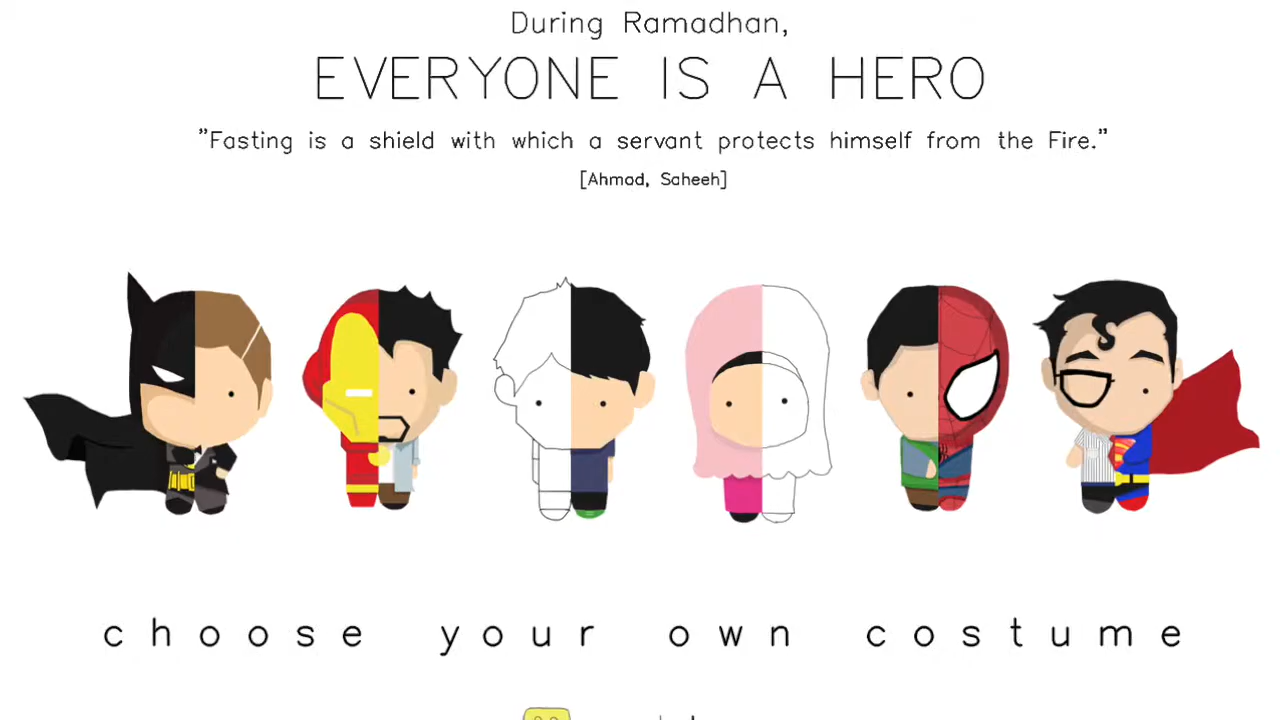 During Ramadhan,
EVERYONE IS A HERO
"Fasting is a shield with which a servant protects himself from the Fire."
[Ahmad, Saheeh]
choose your own costume